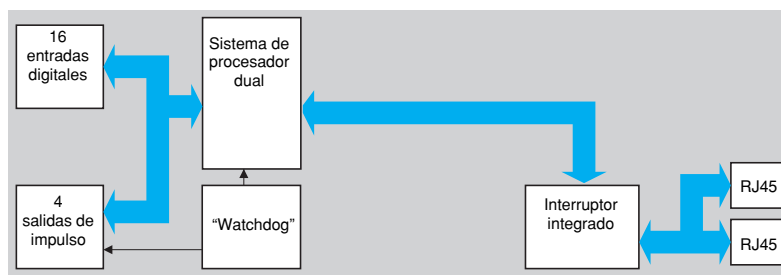 16
entradas
digitales
Sistema de
procesador
dual
4
salidas de
impulso
“Watchdog”
Interruptor
integrado
RJ45
RJ45